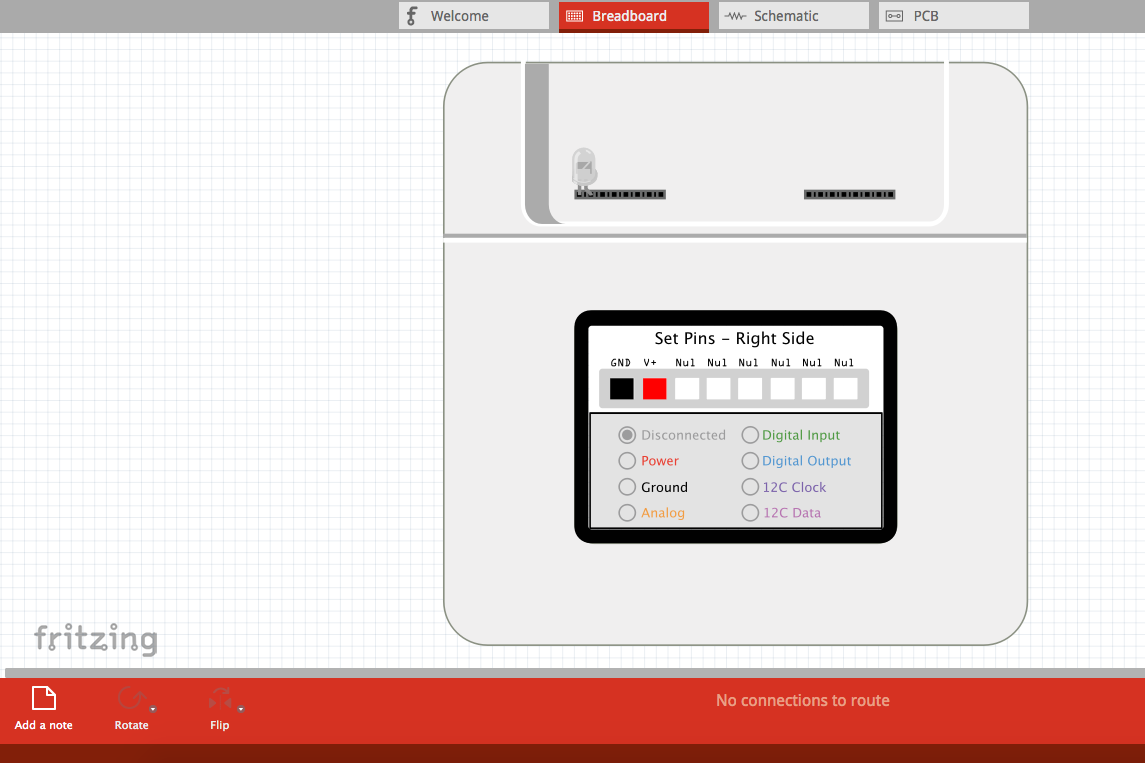 Welcome Breadboard Schematic PCB
Set Pins – Right Side
GND V+ Nul Nul Nul Nul Nul Nul
Disconnected Digital Input
Power Digital Output
Ground 12C Clock
Analog 12C Data
fritzing
No connections to route
Add a note Rotate Flip